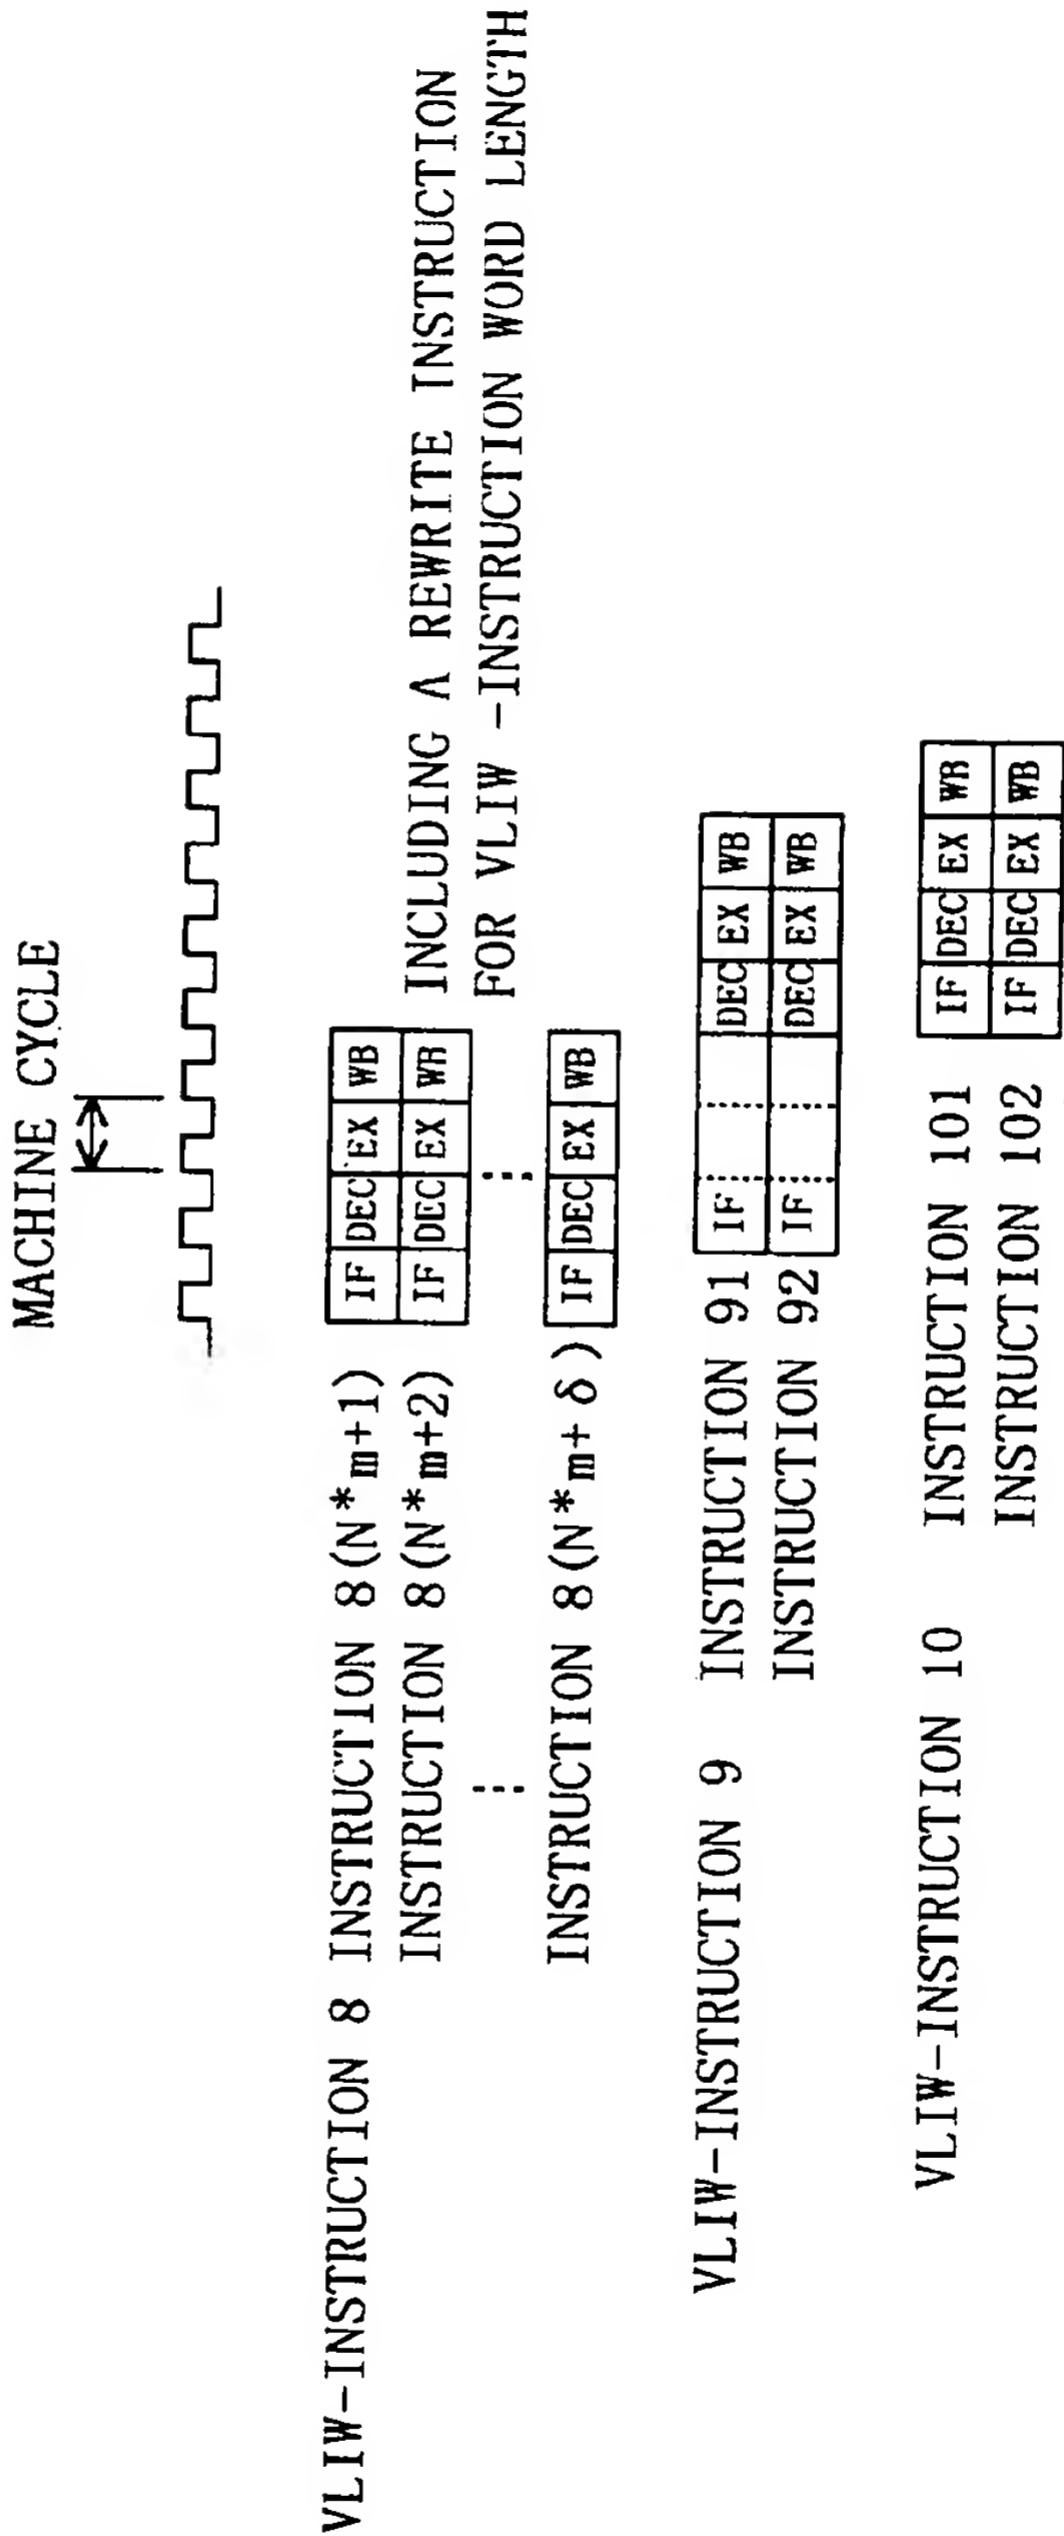 MACHINE CYCLE
VLIW-INSTRUCTION 8 INSTRUCTION 8(N*m+1) IF DEC EX WB INCLUDING A REWRITE INSTRUCTION
INSTRUCTION 8(N*m+2) IF DEC EX WB FOR VLIW -INSTRUCTION WORD LENGTH
INSTRUCTION 8(N*m+ δ) IF DEC EX WB
VLIW-INSTRUCTION 9 INSTRUCTION 91 IF DEC EX WB
INSTRUCTION 92 IF DEC EX WB
VLIW-INSTRUCTION 10 INSTRUCTION 101 IF DEC EX WB
INSTRUCTION 102 IF DEC EX WB